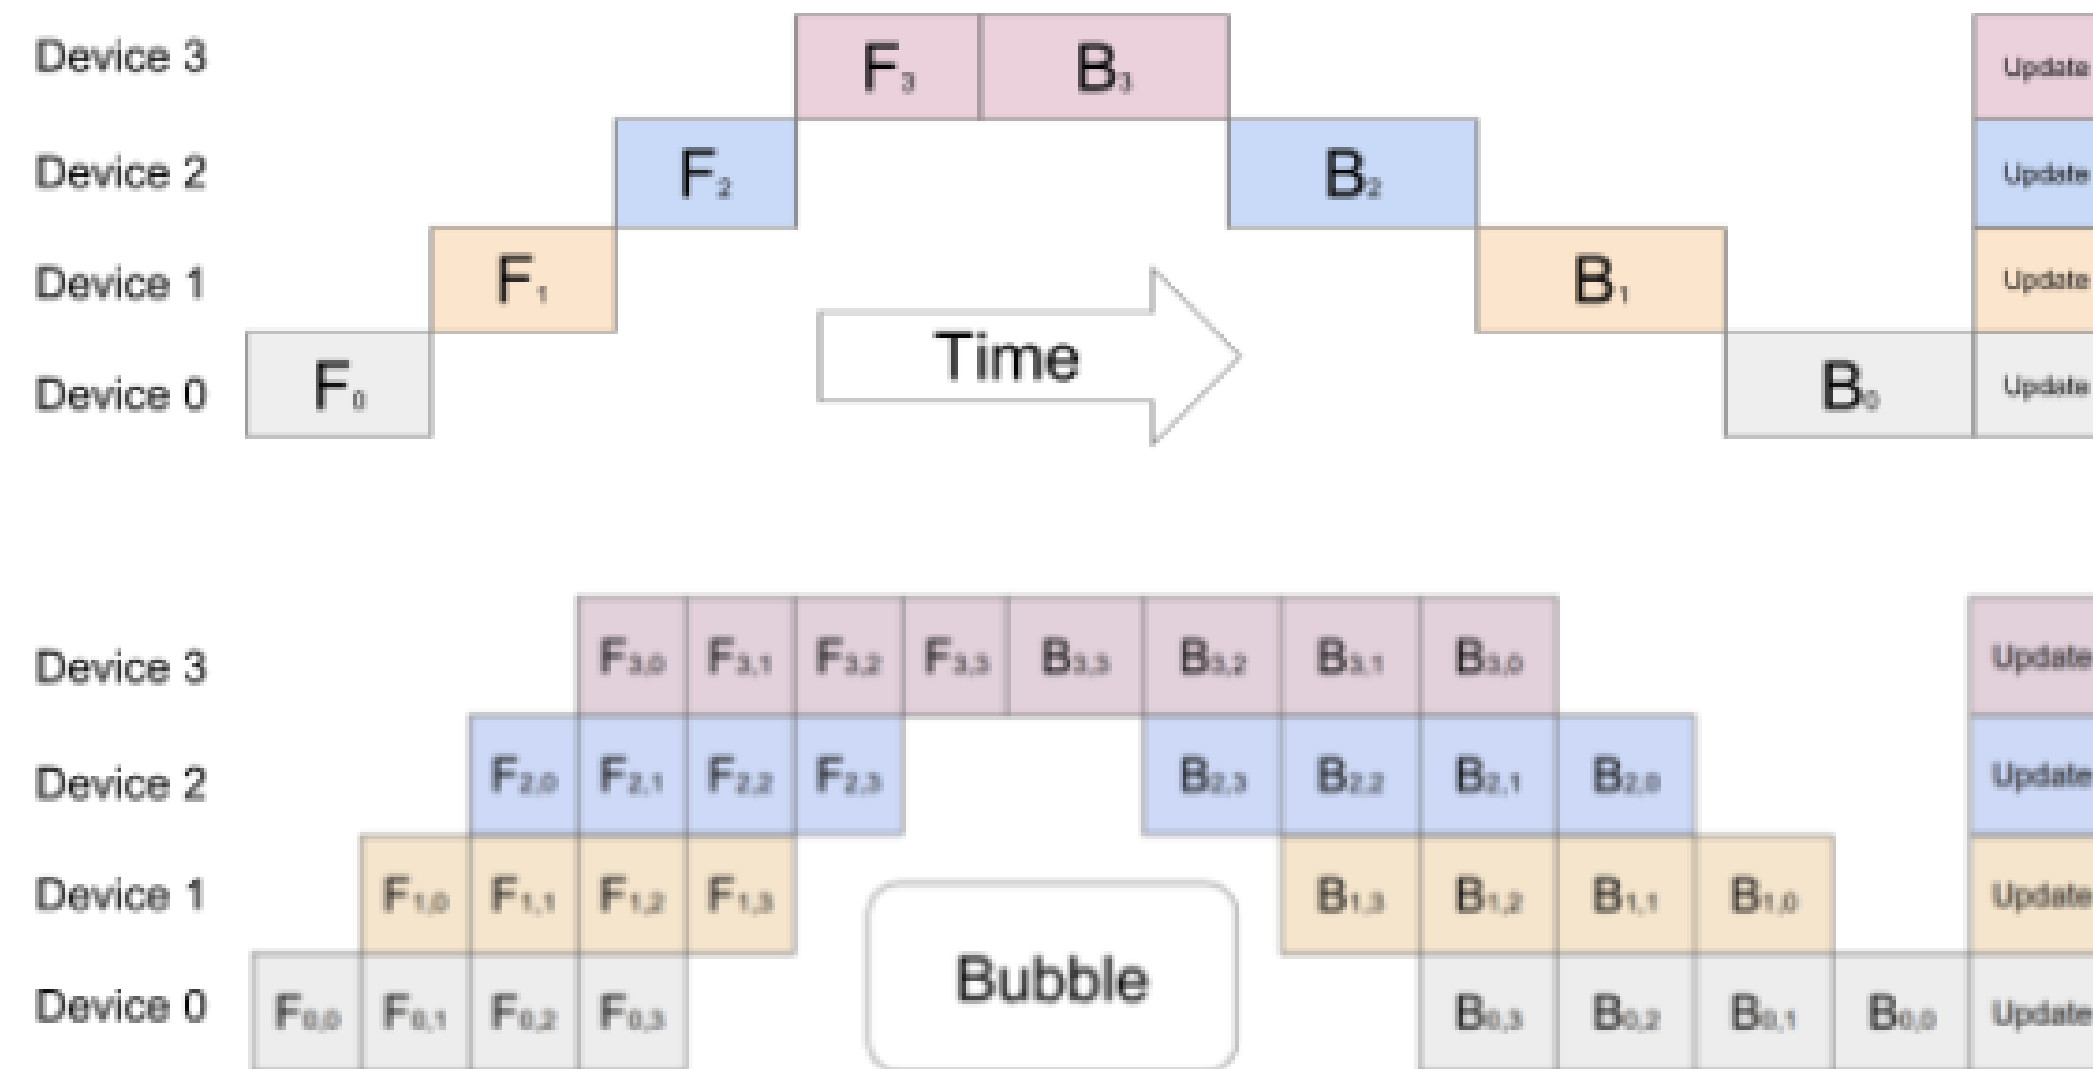 Device 3 F₃ B₃ Update
Device 2 F₂ B₂ Update
Device 1 F₁ B₁ Update
Time
Device 0 F₀ B₀ Update
Device 3 F₃,₀ F₃,₁ F₃,₂ F₃,₃ B₃,₃ B₃,₂ B₃,₁ B₃,₀ Update
Device 2 F₂,₀ F₂,₁ F₂,₂ F₂,₃ B₂,₃ B₂,₂ B₂,₁ B₂,₀ Update
Device 1 F₁,₀ F₁,₁ F₁,₂ F₁,₃ B₁,₃ B₁,₂ B₁,₁ B₁,₀ Update
Bubble
Device 0 F₀,₀ F₀,₁ F₀,₂ F₀,₃ B₀,₃ B₀,₂ B₀,₁ B₀,₀ Update